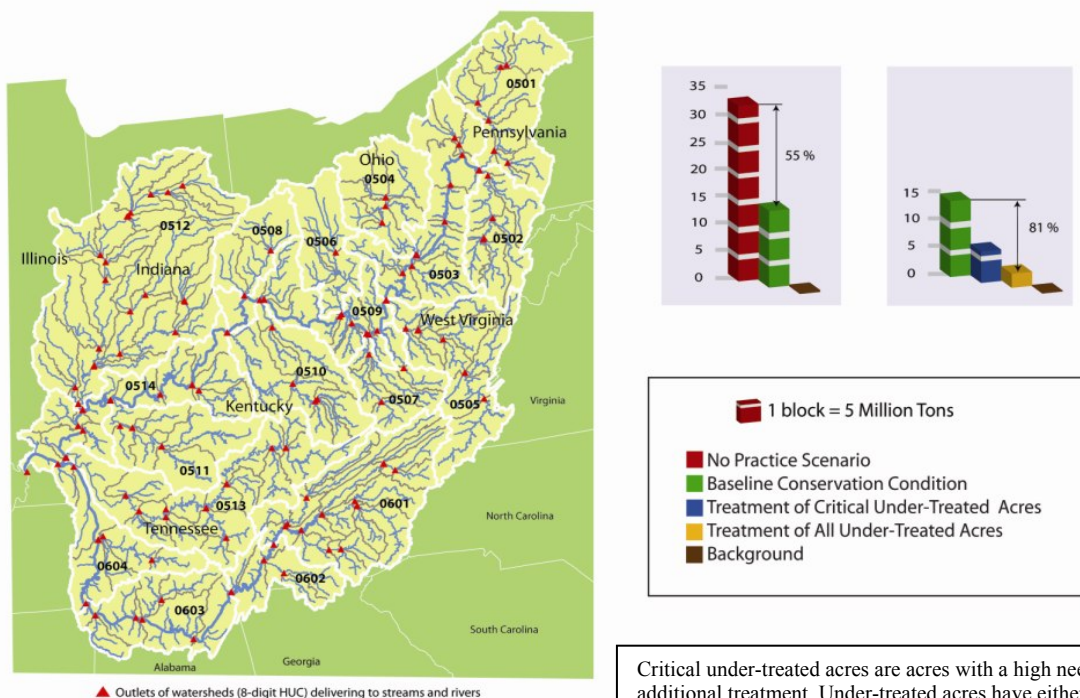 0501
Pennsylvania
Ohio
0504
0512
0508
0506
0502
Illinois
Indiana
0503
0509
West Virginia
0510
0514
Kentucky
0507
0505
Virginia
0511
0513
0601
Tennessee
North Carolina
0604
0602
0603
South Carolina
Georgia
Alabama
Outlets of watersheds (8-digit HUC) delivering to streams and rivers
35
30
25
20
15
10
5
0
55 %
15
10
5
0
81 %
1 block = 5 Million Tons
No Practice Scenario
Baseline Conservation Condition
Treatment of Critical Under-Treated Acres
Treatment of All Under-Treated Acres
Background
Critical under-treated acres are acres with a high nee
additional treatment. Under-treated acres have either